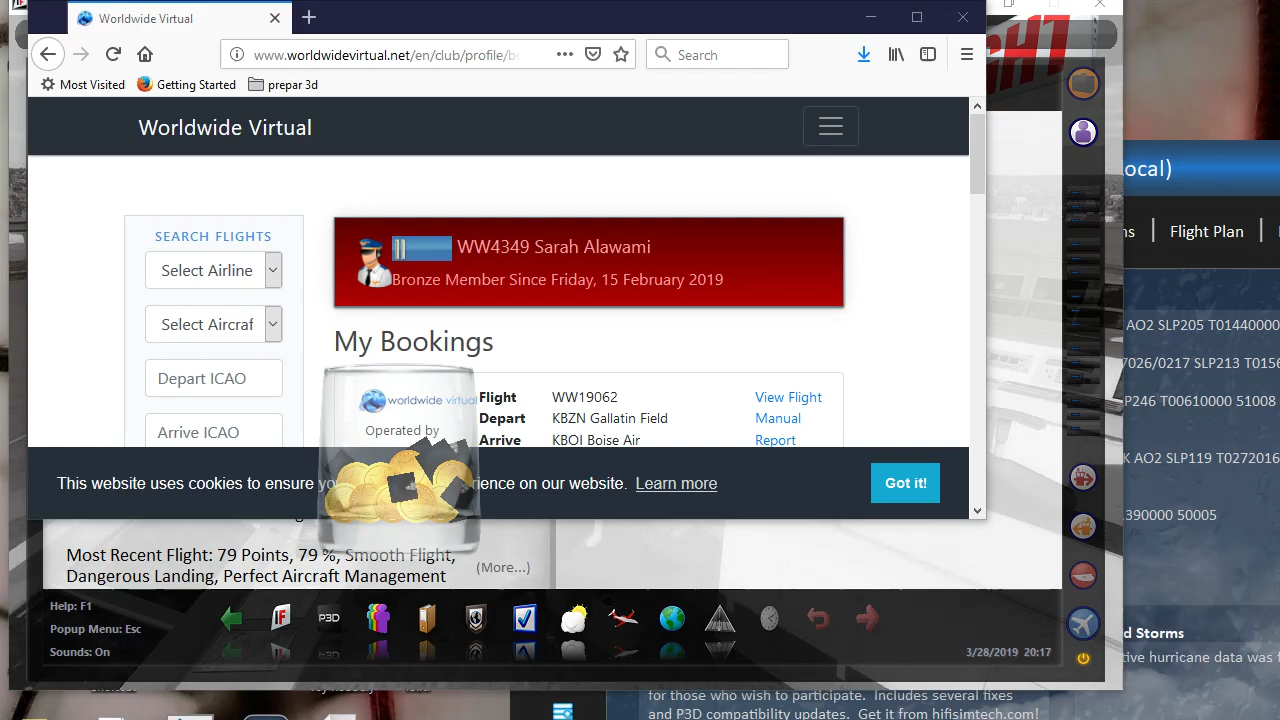 Worldwide Virtual
www.worldwidevirtual.net/en/club/profile/bo
Search
Most Visited
Getting Started
prepar 3d
Worldwide Virtual
SEARCH FLIGHTS
Select Airline
Select Aircraf
Depart ICAO
Arrive ICAO
WW4349 Sarah Alawami
Bronze Member Since Friday, 15 February 2019
My Bookings
worldwide virtual
Operated by
Flight WW19062 View Flight
Depart KBZN Gallatin Field Manual
Arrive KBOI Boise Air Report
This website uses cookies to ensure yo rience on our website. Learn more
Got it!
Most Recent Flight: 79 Points, 79 %, Smooth Flight,
Dangerous Landing, Perfect Aircraft Management
(More...)
Help: F1
Popup Menu: Esc
Sounds: On
P3D
3/28/2019 20:17
ocal)
ns | Flight Plan
AO2 SLP205 T01440000
7026/0217 SLP213 T0156
P246 T00610000 51008
K AO2 SLP119 T0272016
390000 50005
d Storms
tive hurricane data was f
for those who wish to participate. Includes several fixes
and P3D compatibility updates. Get it from hifisimtech.com!